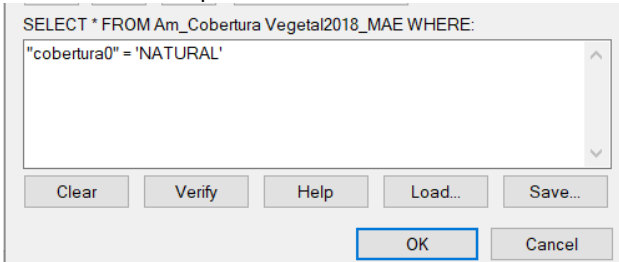 SELECT * FROM Am_Cobertura Vegetal2018_MAE WHERE:
"cobertura0" = 'NATURAL'
Clear Verify Help Load... Save...
OK Cancel